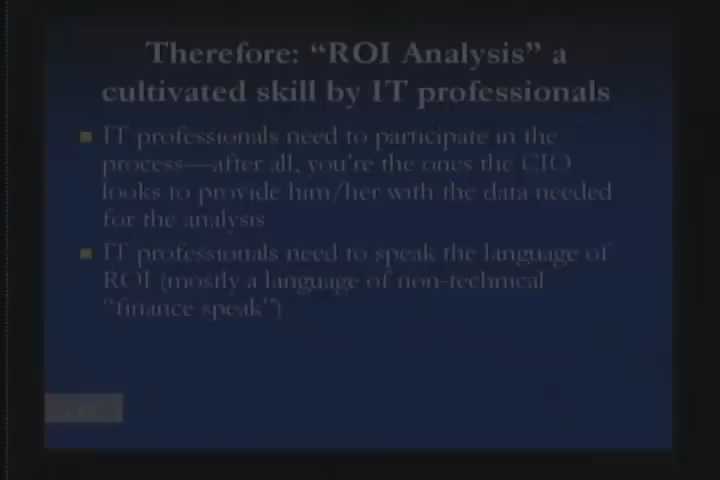 Therefore: “ROI Analysis” a
cultivated skill by IT professionals
IT professionals need to participate in the
process—after all, you’re the ones the CIO
looks to provide him/her with the data needed
for the analysis
IT professionals need to speak the language of
ROI (mostly a language of non-technical
“finance speak”)